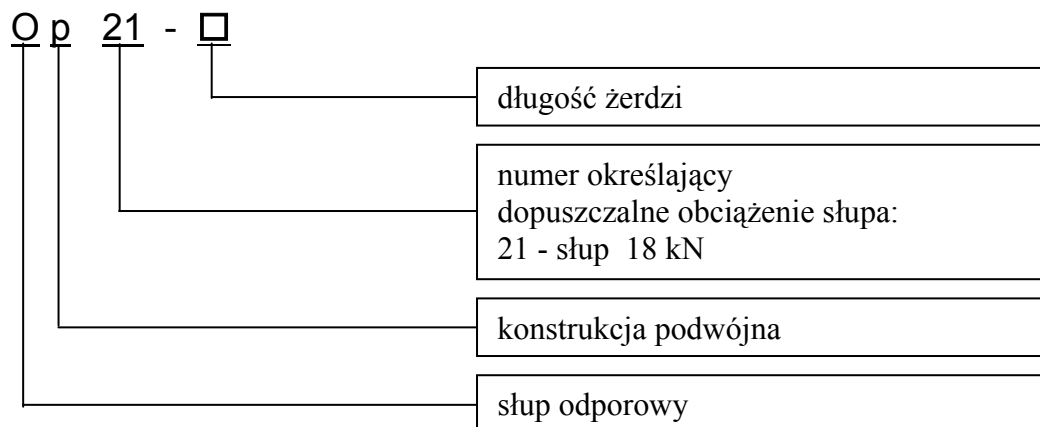 O p 21 - □
długość żerdzi
numer określający
dopuszczalne obciążenie słupa:
21 - słup 18 kN
konstrukcja podwójna
słup odporowy